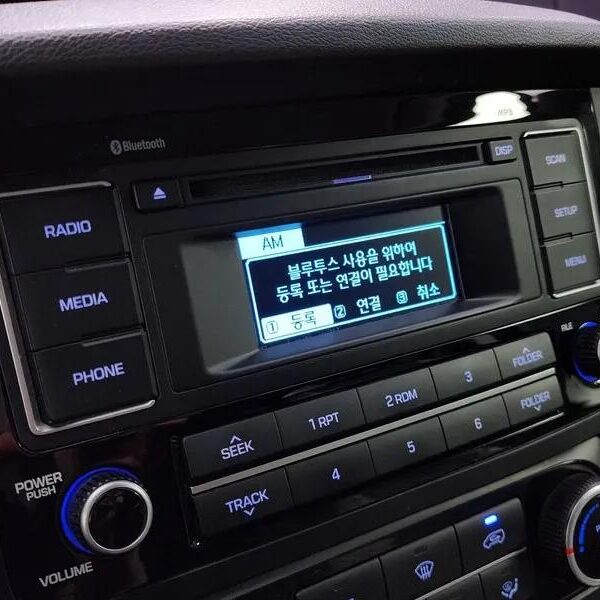 MP3
Bluetooth
DISP
SCAN
RADIO
SETUP
MEDIA
MENU
PHONE
AM
블루투스 사용을 위하여
등록 또는 연결이 필요합니다
① 등록 ② 연결 ③ 취소
FILE
FOLDER
1 RPT
2 RDM
3
SEEK
4
5
6
FOLDER
TRACK
POWER
PUSH
VOLUME